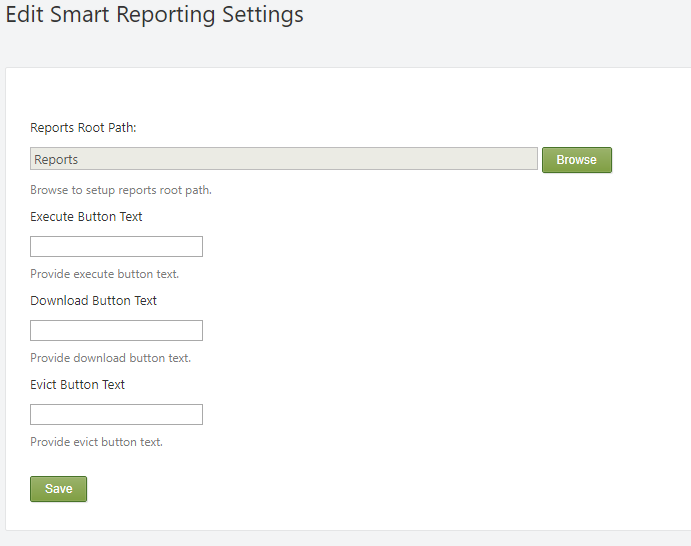 Edit Smart Reporting Settings
Reports Root Path:
Reports Browse
Browse to setup reports root path.
Execute Button Text
Provide execute button text.
Download Button Text
Provide download button text.
Evict Button Text
Provide evict button text.
Save